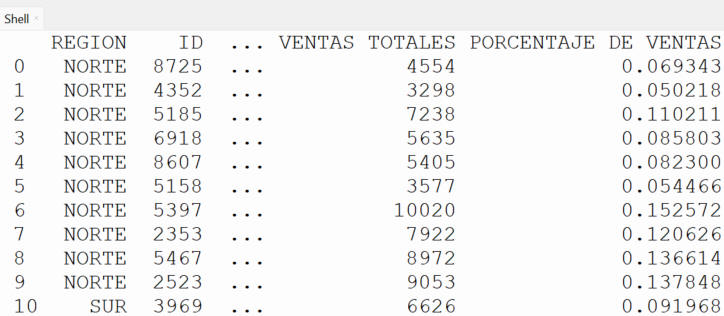 Shell
REGION ID ... VENTAS TOTALES PORCENTAJE DE VENTAS
0 NORTE 8725 ... 4554 0.069343
1 NORTE 4352 ... 3298 0.050218
2 NORTE 5185 ... 7238 0.110211
3 NORTE 6918 ... 5635 0.085803
4 NORTE 8607 ... 5405 0.082300
5 NORTE 5158 ... 3577 0.054466
6 NORTE 5397 ... 10020 0.152572
7 NORTE 2353 ... 7922 0.120626
8 NORTE 5467 ... 8972 0.136614
9 NORTE 2523 ... 9053 0.137848
10 SUR 3969 ... 6626 0.091968